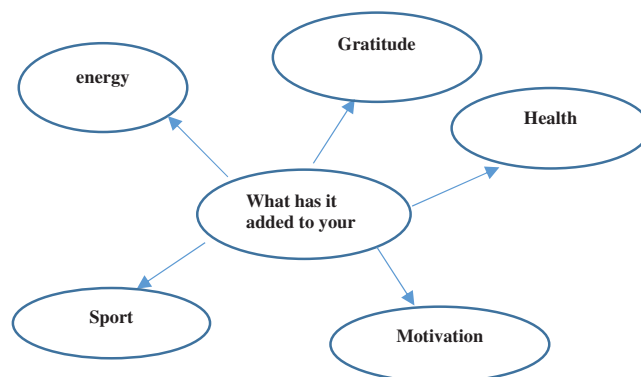 Gratitude
energy
Health
What has it
added to your
Sport
Motivation